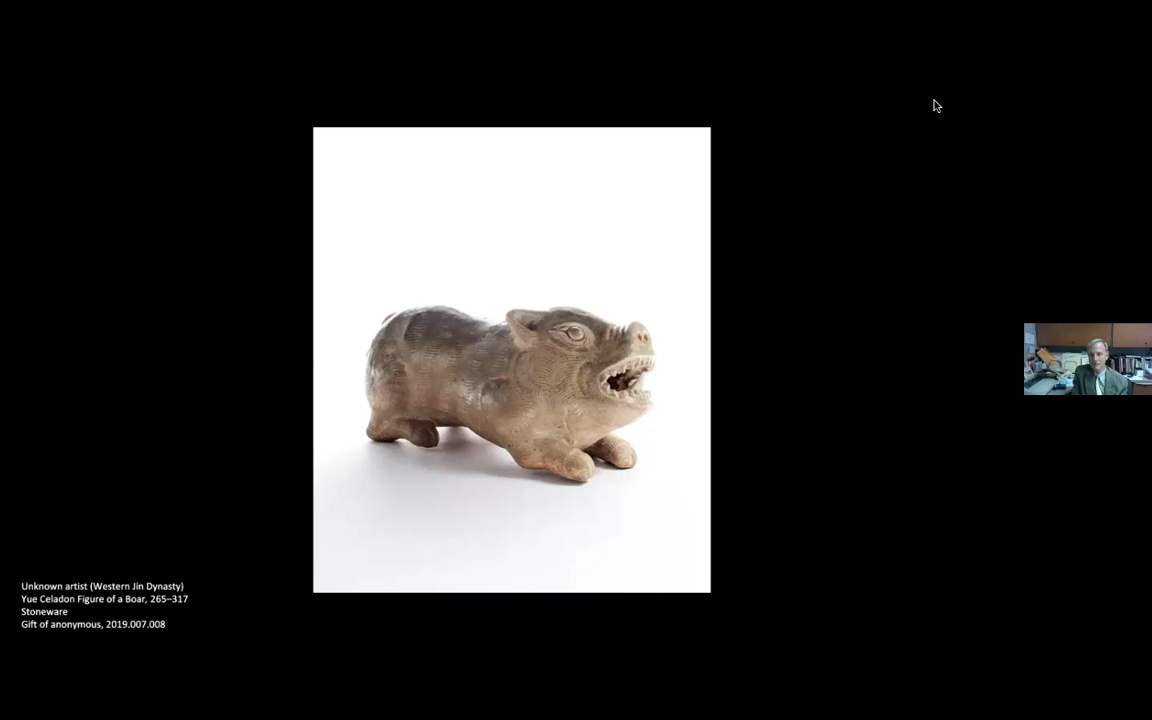 Unknown artist (Western Jin Dynasty)
Yue Celadon Figure of a Boar, 265–317
Stoneware
Gift of anonymous, 2019.007.008